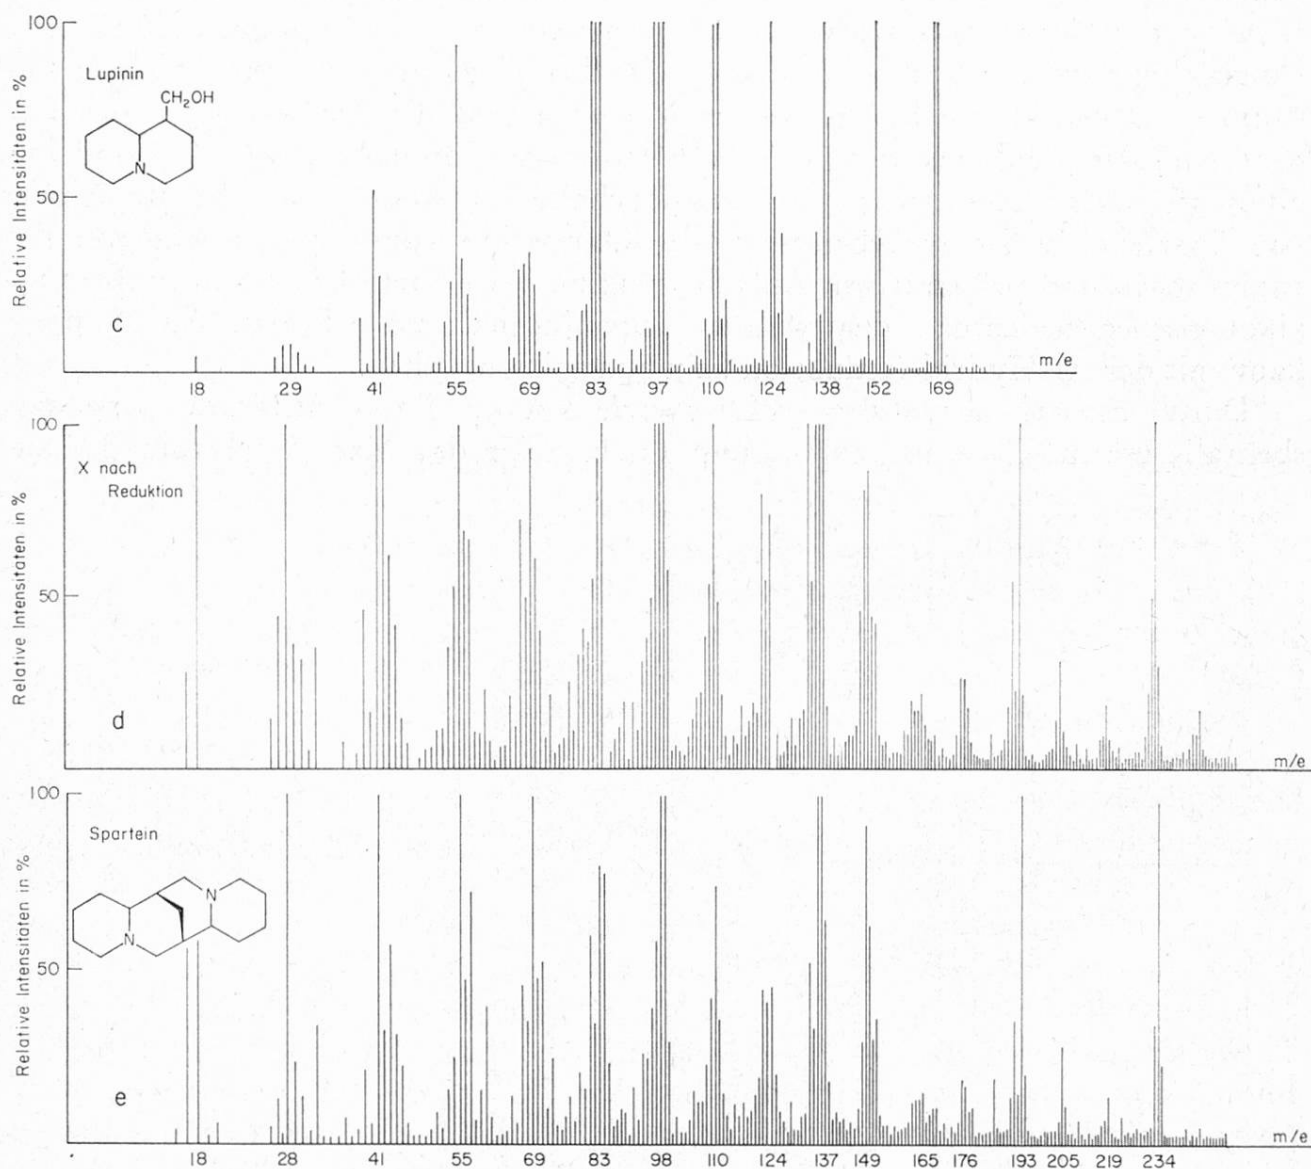 Relative Intensitäten in %
100
50
Lupinin
CH2OH
N
c
m/e
18 29 41 55 69 83 97 110 124 138 152 169
Relative Intensitäten in %
100
50
X nach
Reduktion
d
m/e
Relative Intensitäten in %
100
50
Spartein
N
N
e
m/e
18 28 41 55 69 83 98 110 124 137 149 165 176 193 205 219 234